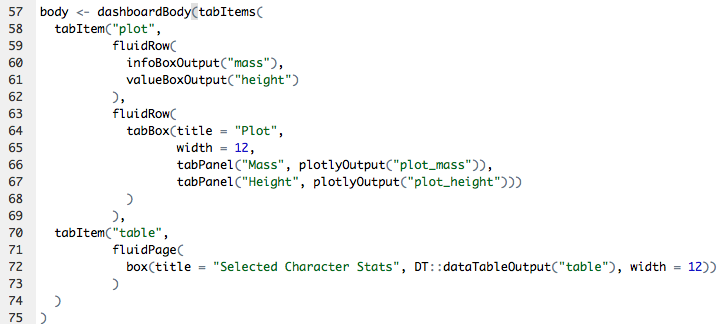 57 body <- dashboardBody(tabItems(
58   tabItem("plot",
59           fluidRow(
60             infoBoxOutput("mass"),
61             valueBoxOutput("height")
62           ),
63           fluidRow(
64             tabBox(title = "Plot",
65                    width = 12,
66                    tabPanel("Mass", plotlyOutput("plot_mass")),
67                    tabPanel("Height", plotlyOutput("plot_height")))
68             )
69           ),
70   tabItem("table",
71           fluidPage(
72             box(title = "Selected Character Stats", DT::dataTableOutput("table"), width = 12))
73           )
74   )
75 )